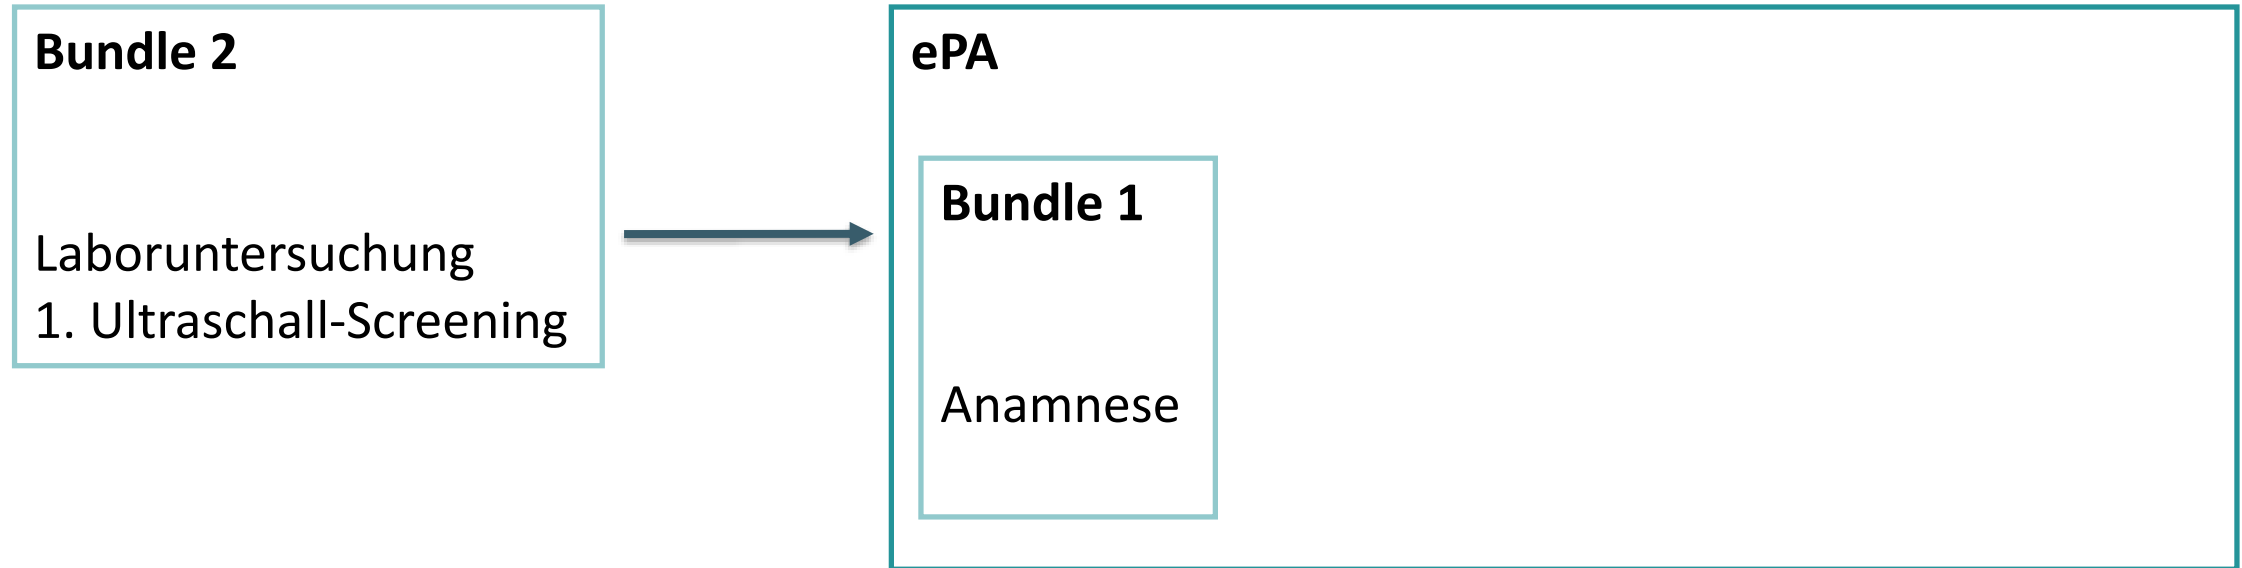 Bundle 2
Laboruntersuchung
1. Ultraschall-Screening
ePA
Bundle 1
Anamnese